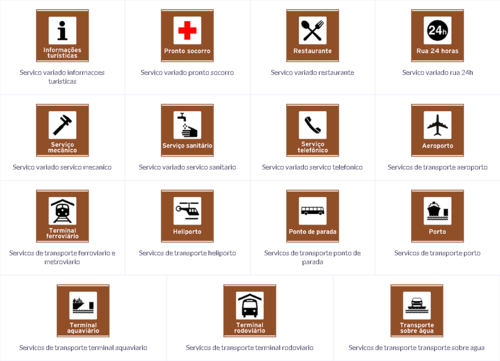 Informações
turísticas
Pronto socorro
Restaurante
24h
Rua 24 horas
Servico variado informacoes
turisticas
Servico variado pronto socorro
Servico variado restaurante
Servico variado rua 24h
Serviço
mecânico
Serviço sanitário
Serviço
telefônico
Aeroporto
Servico variado servico mecanico
Servico variado servico sanitario
Servico variado servico telefonico
Servicos de transporte aeroporto
Terminal
ferroviário
Heliporto
Ponto de parada
Porto
Servicos de transporte ferroviario e
metroviario
Servicos de transporte heliporto
Servicos de transporte ponto de
parada
Servicos de transporte porto
Terminal
aquaviário
Terminal
rodoviário
Transporte
sobre água
Servicos de transporte terminal aquaviario
Servicos de transporte terminal rodoviario
Servicos de transporte transporte sobre agua